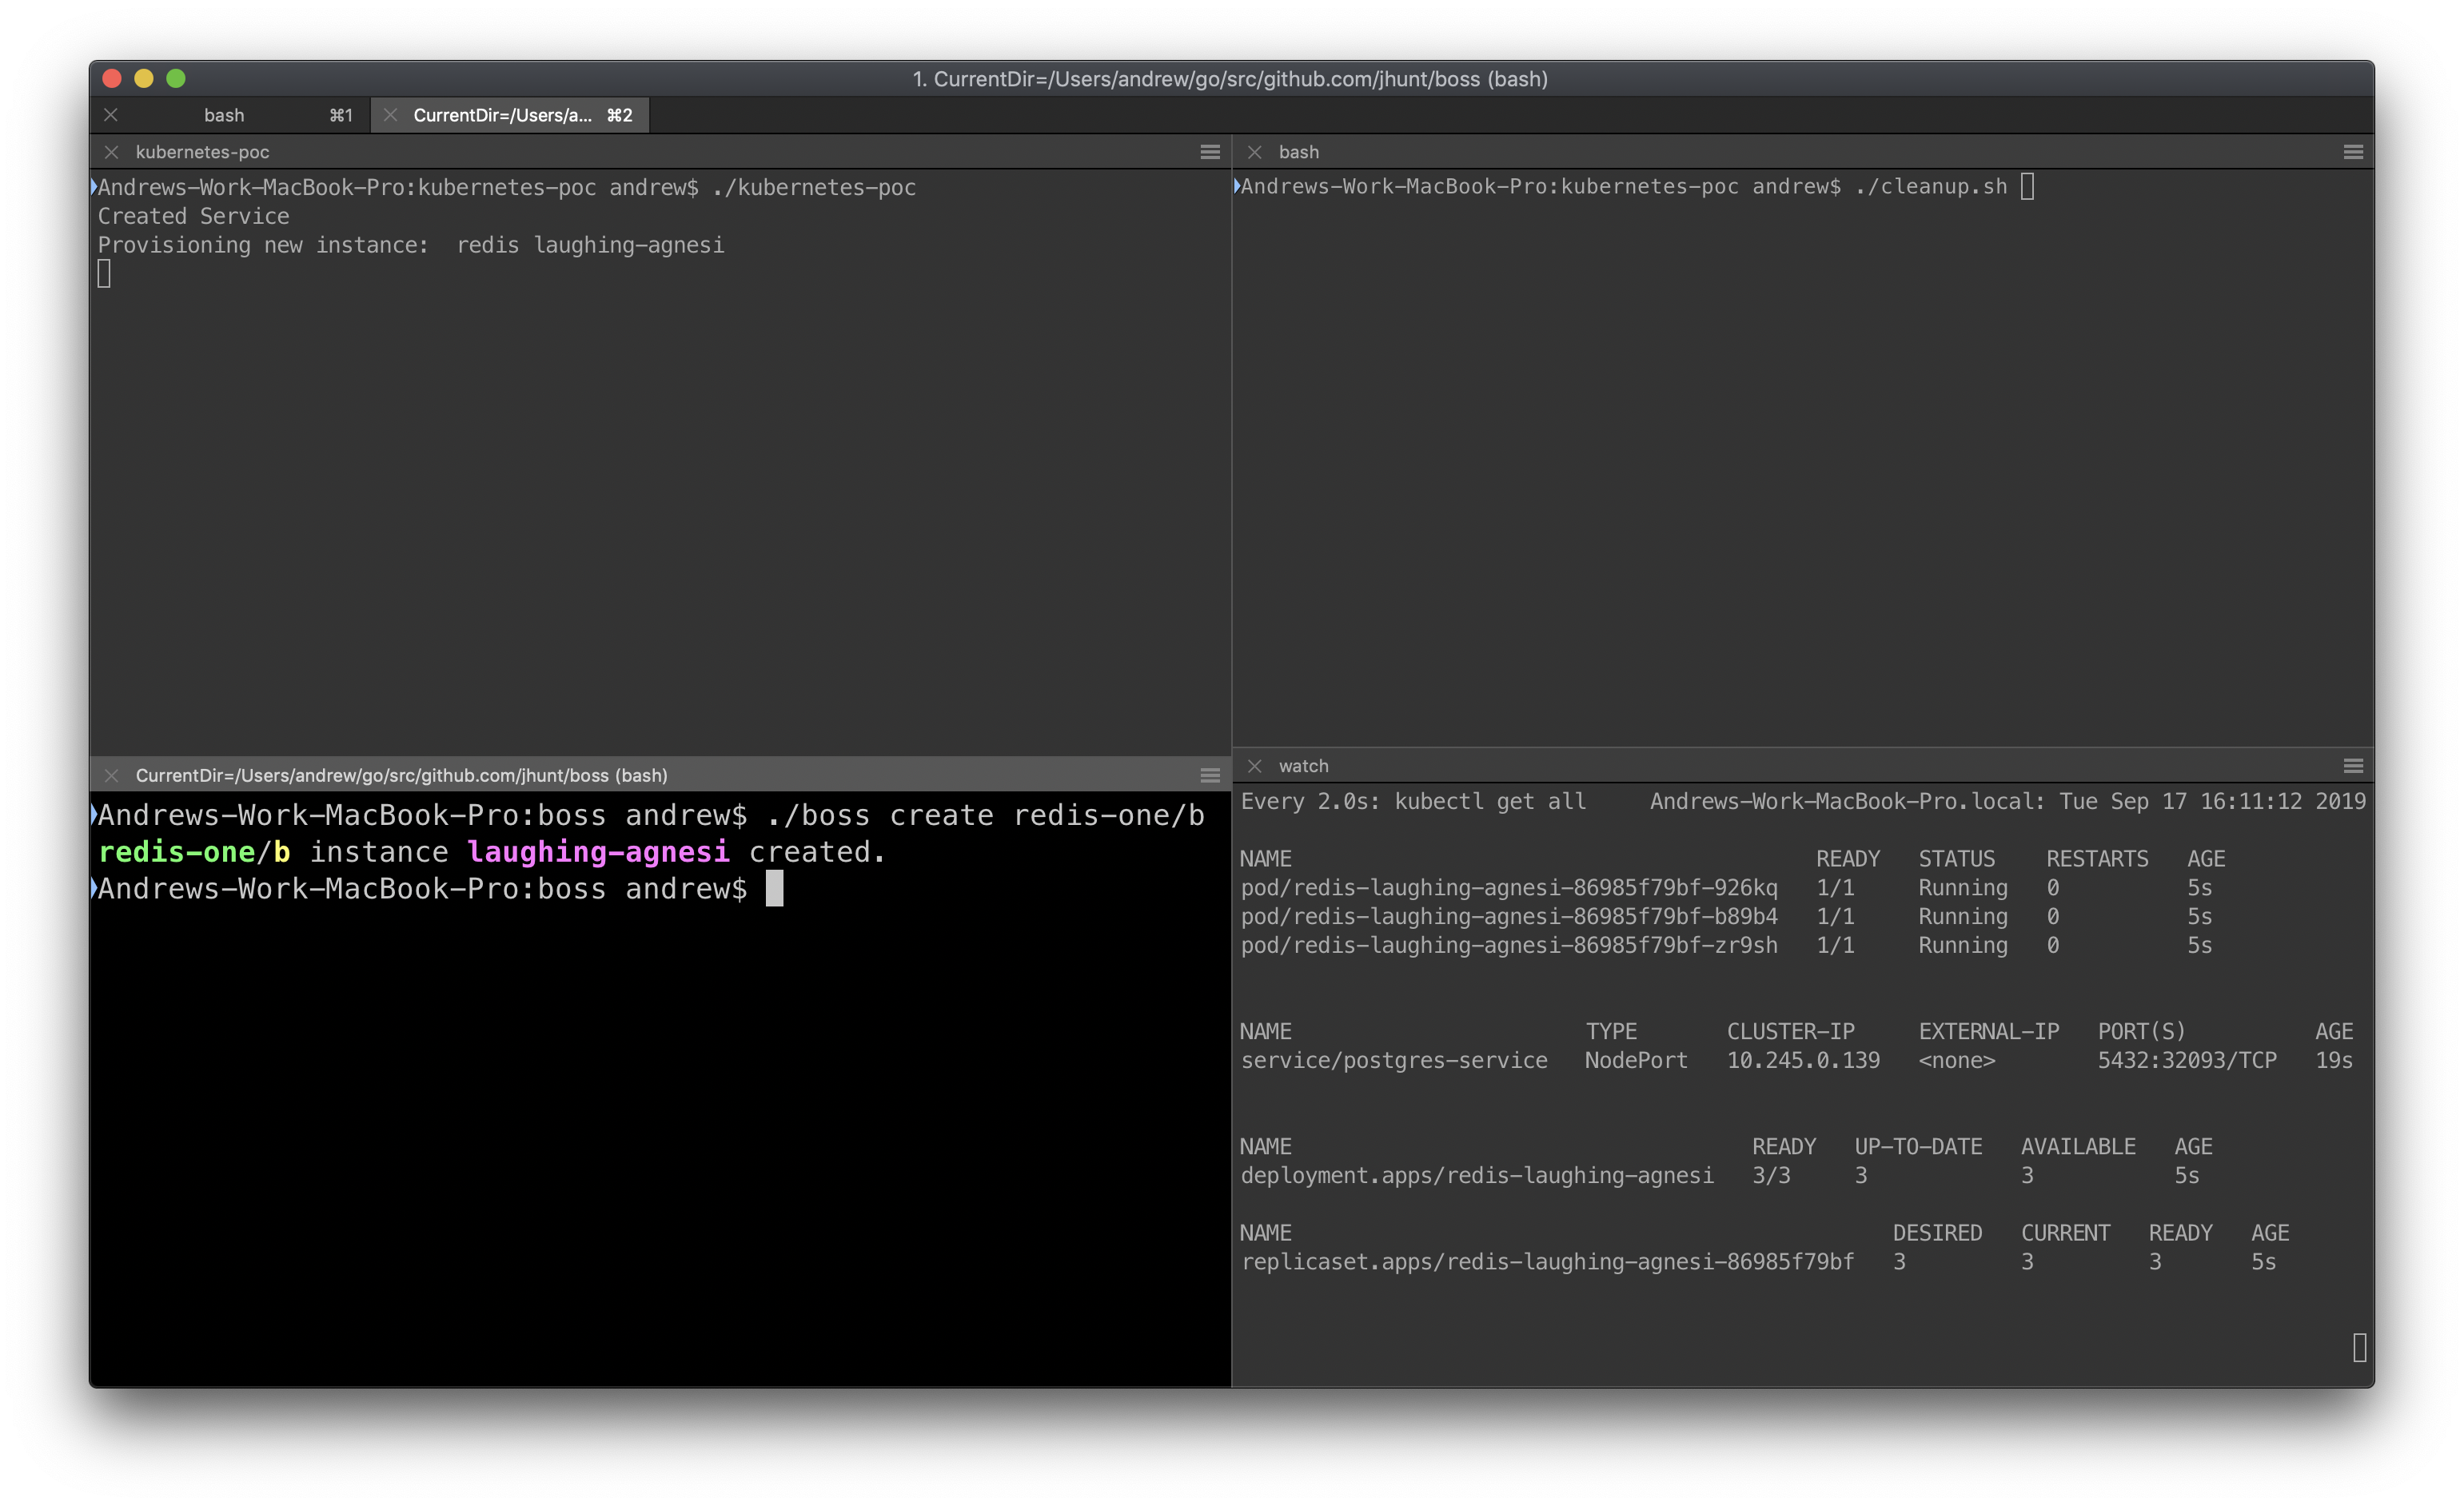 1. CurrentDir=/Users/andrew/go/src/github.com/jhunt/boss (bash)
bash ⌘1 CurrentDir=/Users/a... ⌘2
kubernetes-poc
Andrews-Work-MacBook-Pro:kubernetes-poc andrew$ ./kubernetes-poc
Created Service
Provisioning new instance:  redis laughing-agnesi
bash
Andrews-Work-MacBook-Pro:kubernetes-poc andrew$ ./cleanup.sh
CurrentDir=/Users/andrew/go/src/github.com/jhunt/boss (bash)
Andrews-Work-MacBook-Pro:boss andrew$ ./boss create redis-one/b
redis-one/b instance laughing-agnesi created.
Andrews-Work-MacBook-Pro:boss andrew$
watch
Every 2.0s: kubectl get all     Andrews-Work-MacBook-Pro.local: Tue Sep 17 16:11:12 2019
NAME READY STATUS RESTARTS AGE
pod/redis-laughing-agnesi-86985f79bf-926kq 1/1 Running 0 5s
pod/redis-laughing-agnesi-86985f79bf-b89b4 1/1 Running 0 5s
pod/redis-laughing-agnesi-86985f79bf-zr9sh 1/1 Running 0 5s
NAME TYPE CLUSTER-IP EXTERNAL-IP PORT(S) AGE
service/postgres-service NodePort 10.245.0.139 <none> 5432:32093/TCP 19s
NAME READY UP-TO-DATE AVAILABLE AGE
deployment.apps/redis-laughing-agnesi 3/3 3 3 5s
NAME DESIRED CURRENT READY AGE
replicaset.apps/redis-laughing-agnesi-86985f79bf 3 3 3 5s